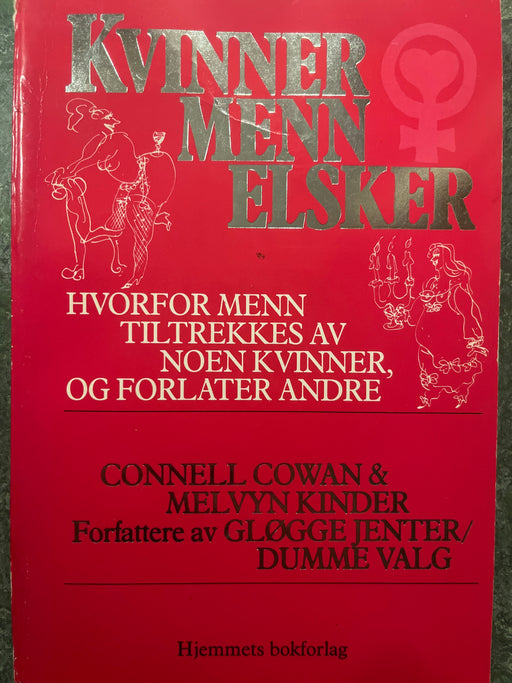 KVINNER
MENN
ELSKER
HVORFOR MENN
TILTREKKES AV
NOEN KVINNER,
OG FORLATER ANDRE
CONNELL COWAN &
MELVYN KINDER
Forfattere av GLØGGE JENTER/
DUMME VALG
Hjemmets bokforlag